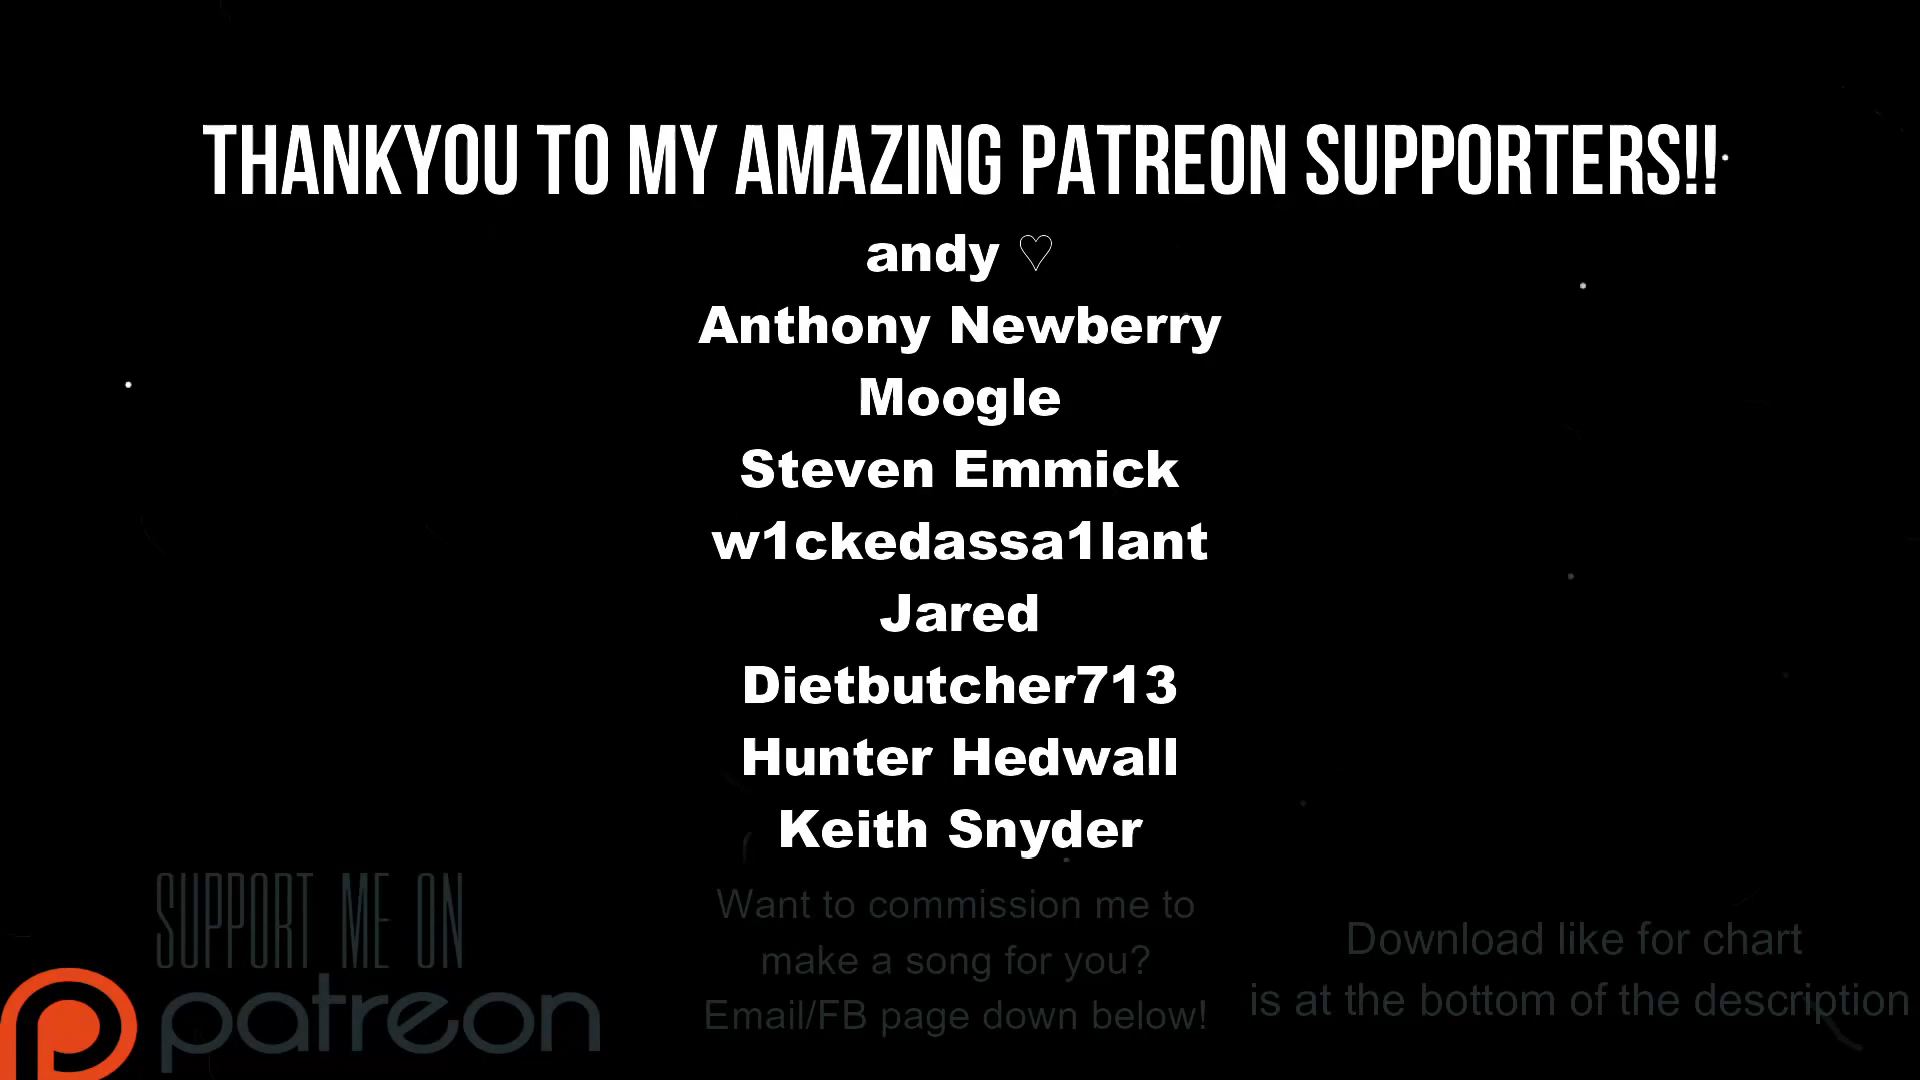 THANKYOU TO MY AMAZING PATREON SUPPORTERS!!
andy ♡
Anthony Newberry
Moogle
Steven Emmick
w1ckedassa1lant
Jared
Dietbutcher713
Hunter Hedwall
Keith Snyder
SUPPORT ME ON
patreon
Want to commission me to
make a song for you?
Email/FB page down below!
Download like for chart
is at the bottom of the description